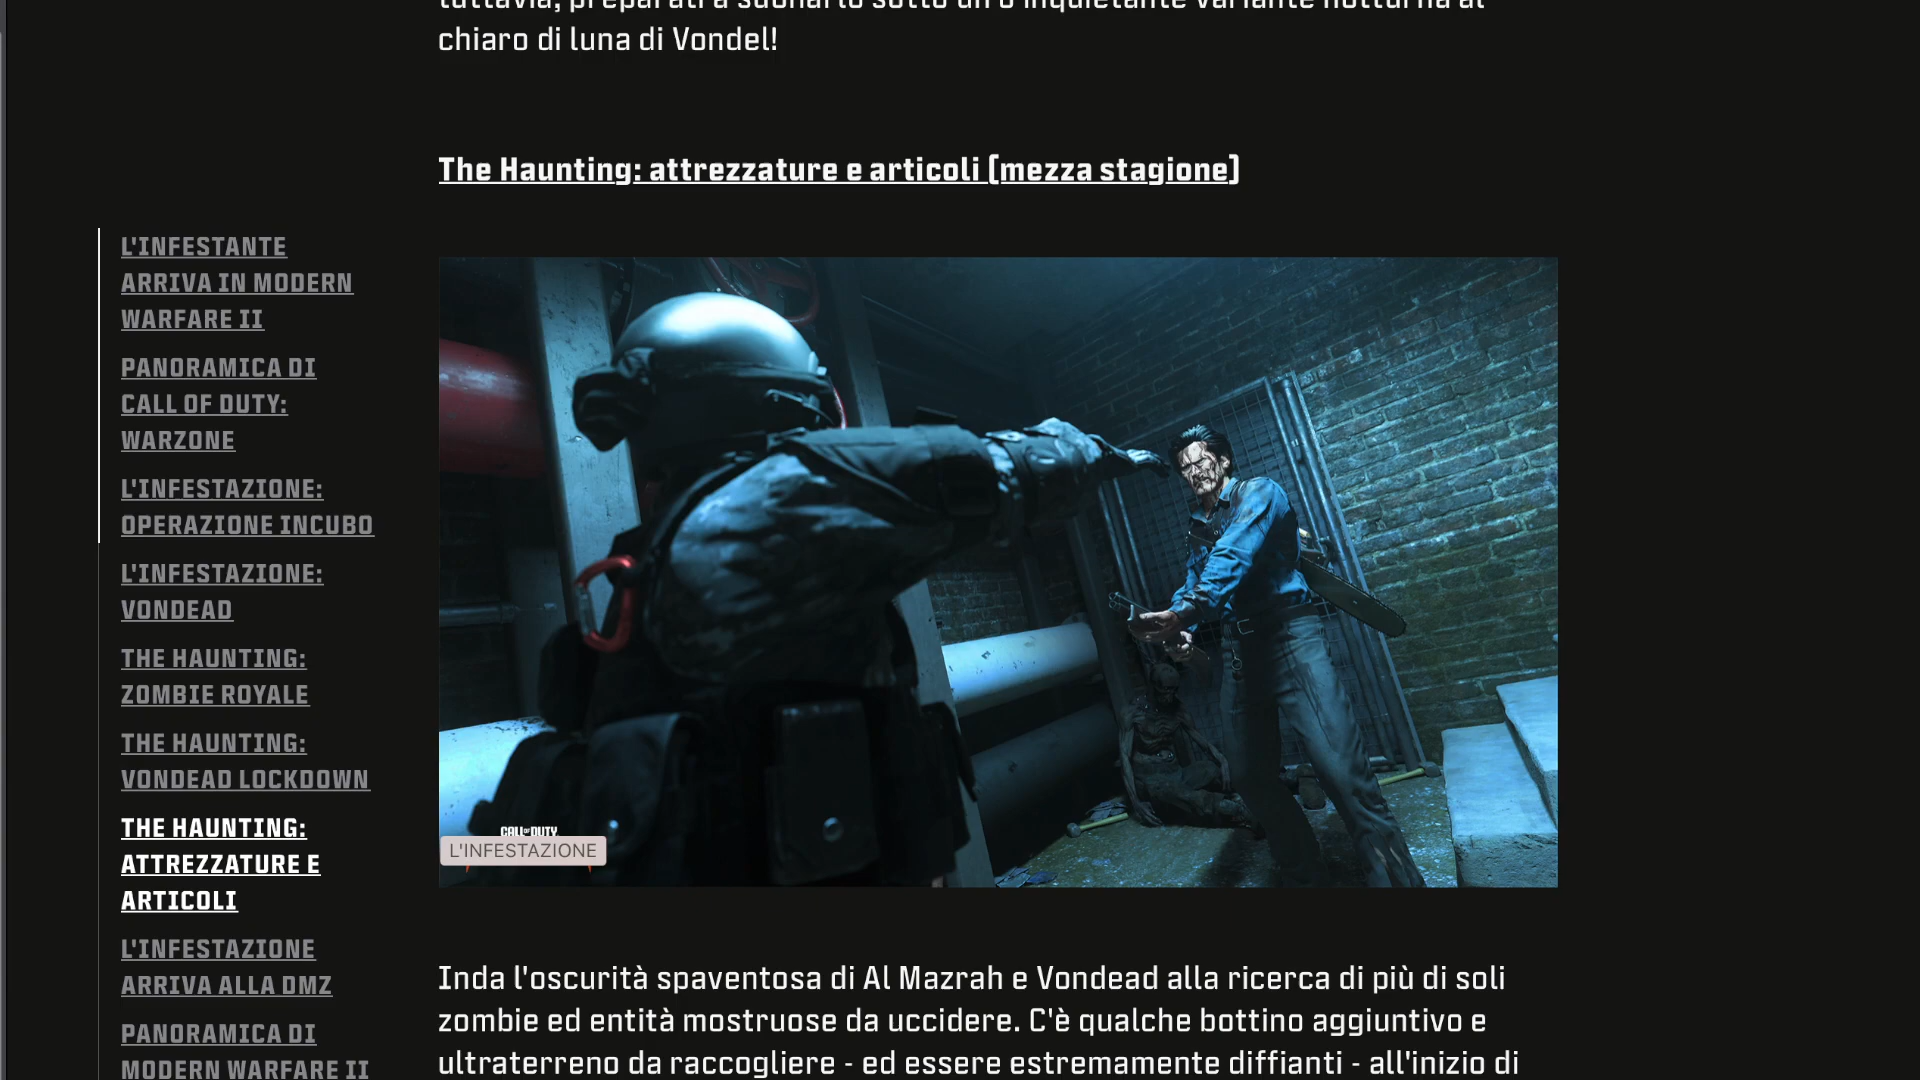 chiaro di luna di Vondel!
The Haunting: attrezzature e articoli (mezza stagione)
L'INFESTANTE
ARRIVA IN MODERN
WARFARE II
PANORAMICA DI
CALL OF DUTY:
WARZONE
L'INFESTAZIONE:
OPERAZIONE INCUBO
L'INFESTAZIONE:
VONDEAD
THE HAUNTING:
ZOMBIE ROYALE
THE HAUNTING:
VONDEAD LOCKDOWN
THE HAUNTING:
ATTREZZATURE E
ARTICOLI
L'INFESTAZIONE
ARRIVA ALLA DMZ
PANORAMICA DI
MODERN WARFARE II
CALL OF DUTY
L'INFESTAZIONE
Inda l'oscurità spaventosa di Al Mazrah e Vondead alla ricerca di più di soli
zombie ed entità mostruose da uccidere. C'è qualche bottino aggiuntivo e
ultraterreno da raccogliere - ed essere estremamente diffianti - all'inizio di